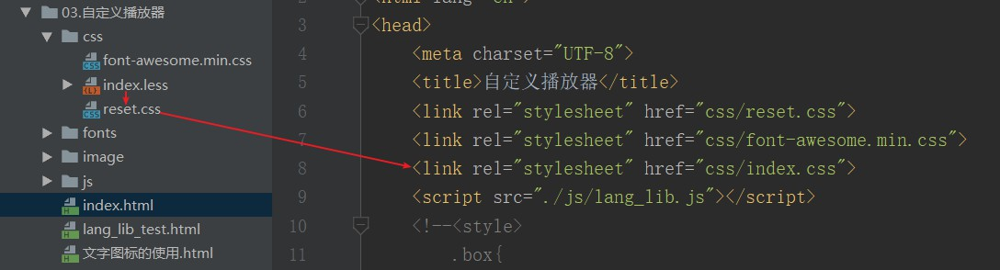 03.自定义播放器
css
font-awesome.min.css
index.less
reset.css
fonts
image
js
index.html
lang_lib_test.html
文字图标的使用.html
3 <head>
4 <meta charset="UTF-8">
5 <title>自定义播放器</title>
6 <link rel="stylesheet" href="css/reset.css">
7 <link rel="stylesheet" href="css/font-awesome.min.css">
8 <link rel="stylesheet" href="css/index.css">
9 <script src="./js/lang_lib.js"></script>
10 <!--<style>
11 .box{